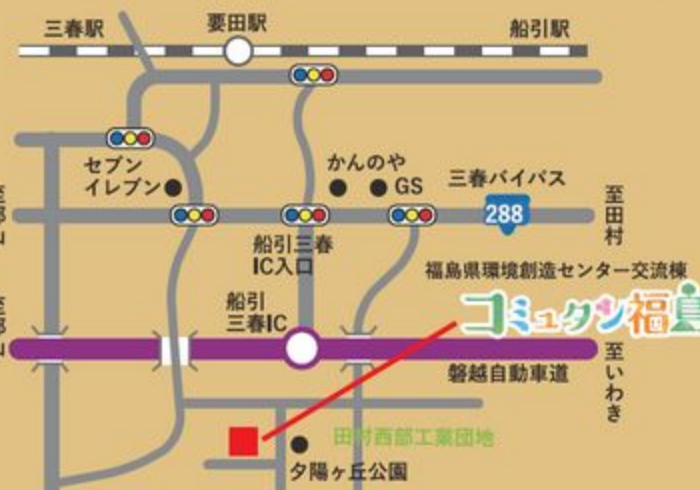 三春駅
要田駅
船引駅
セブン
イレブン
かんのや
GS
三春バイパス
288
至田村
船引三春
IC入口
福島県環境創造センター交流棟
コミュタン福島
船引
三春IC
磐越自動車道
至いわき
田村西部工業団地
夕陽ヶ丘公園